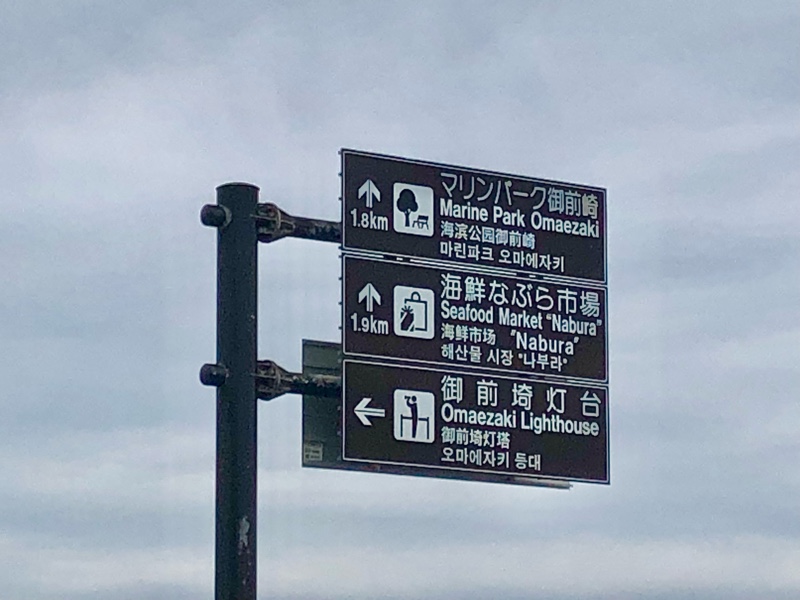 マリンパーク御前崎
1.8km
Marine Park Omaezaki
海滨公园御前崎
마린파크 오마에자키
海鮮なぶら市場
1.9km
Seafood Market "Nabura"
海鲜市场 "Nabura"
해산물 시장 "나부라"
御前埼灯台
Omaezaki Lighthouse
御前埼灯塔
오마에자키 등대